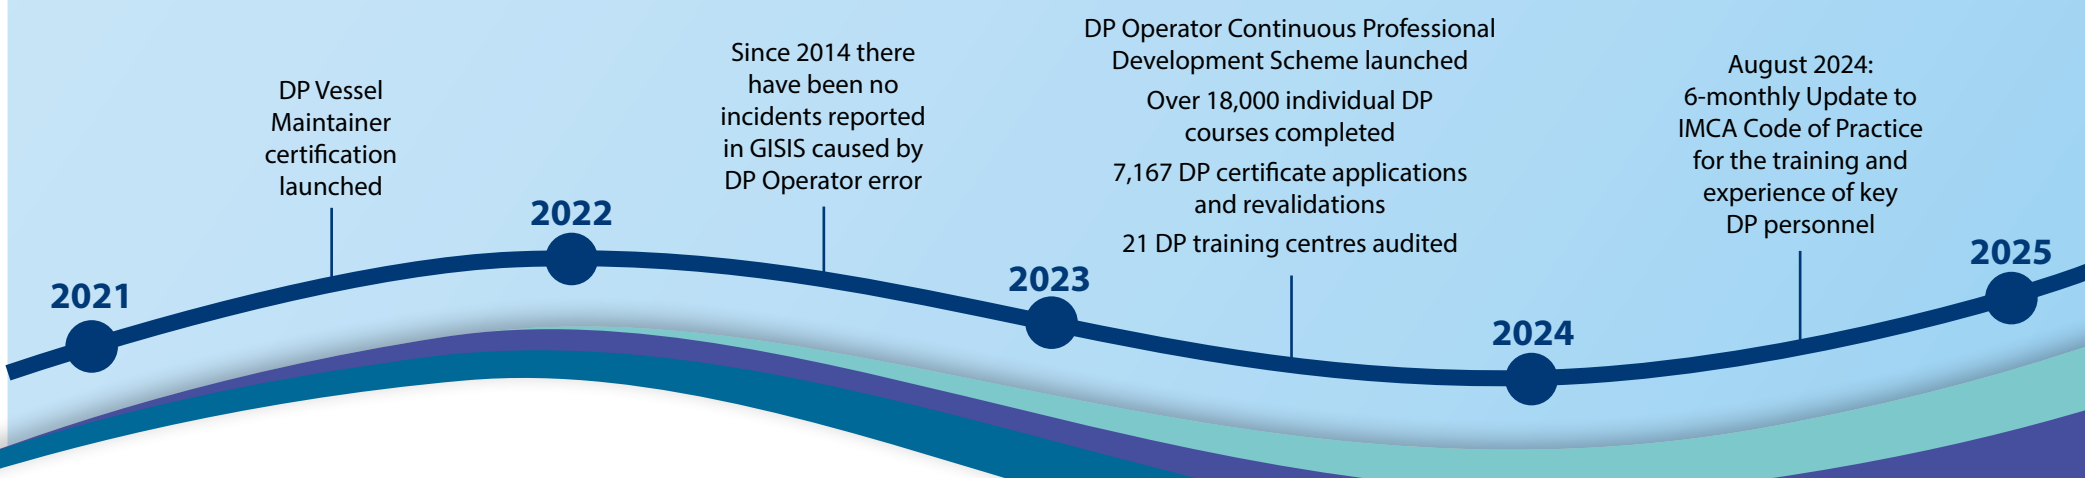 2021
DP Vessel
Maintainer
certification
launched
2022
Since 2014 there
have been no
incidents reported
in GISIS caused by
DP Operator error
2023
DP Operator Continuous Professional
Development Scheme launched
Over 18,000 individual DP
courses completed
7,167 DP certificate applications
and revalidations
21 DP training centres audited
2024
August 2024:
6-monthly Update to
IMCA Code of Practice
for the training and
experience of key
DP personnel
2025